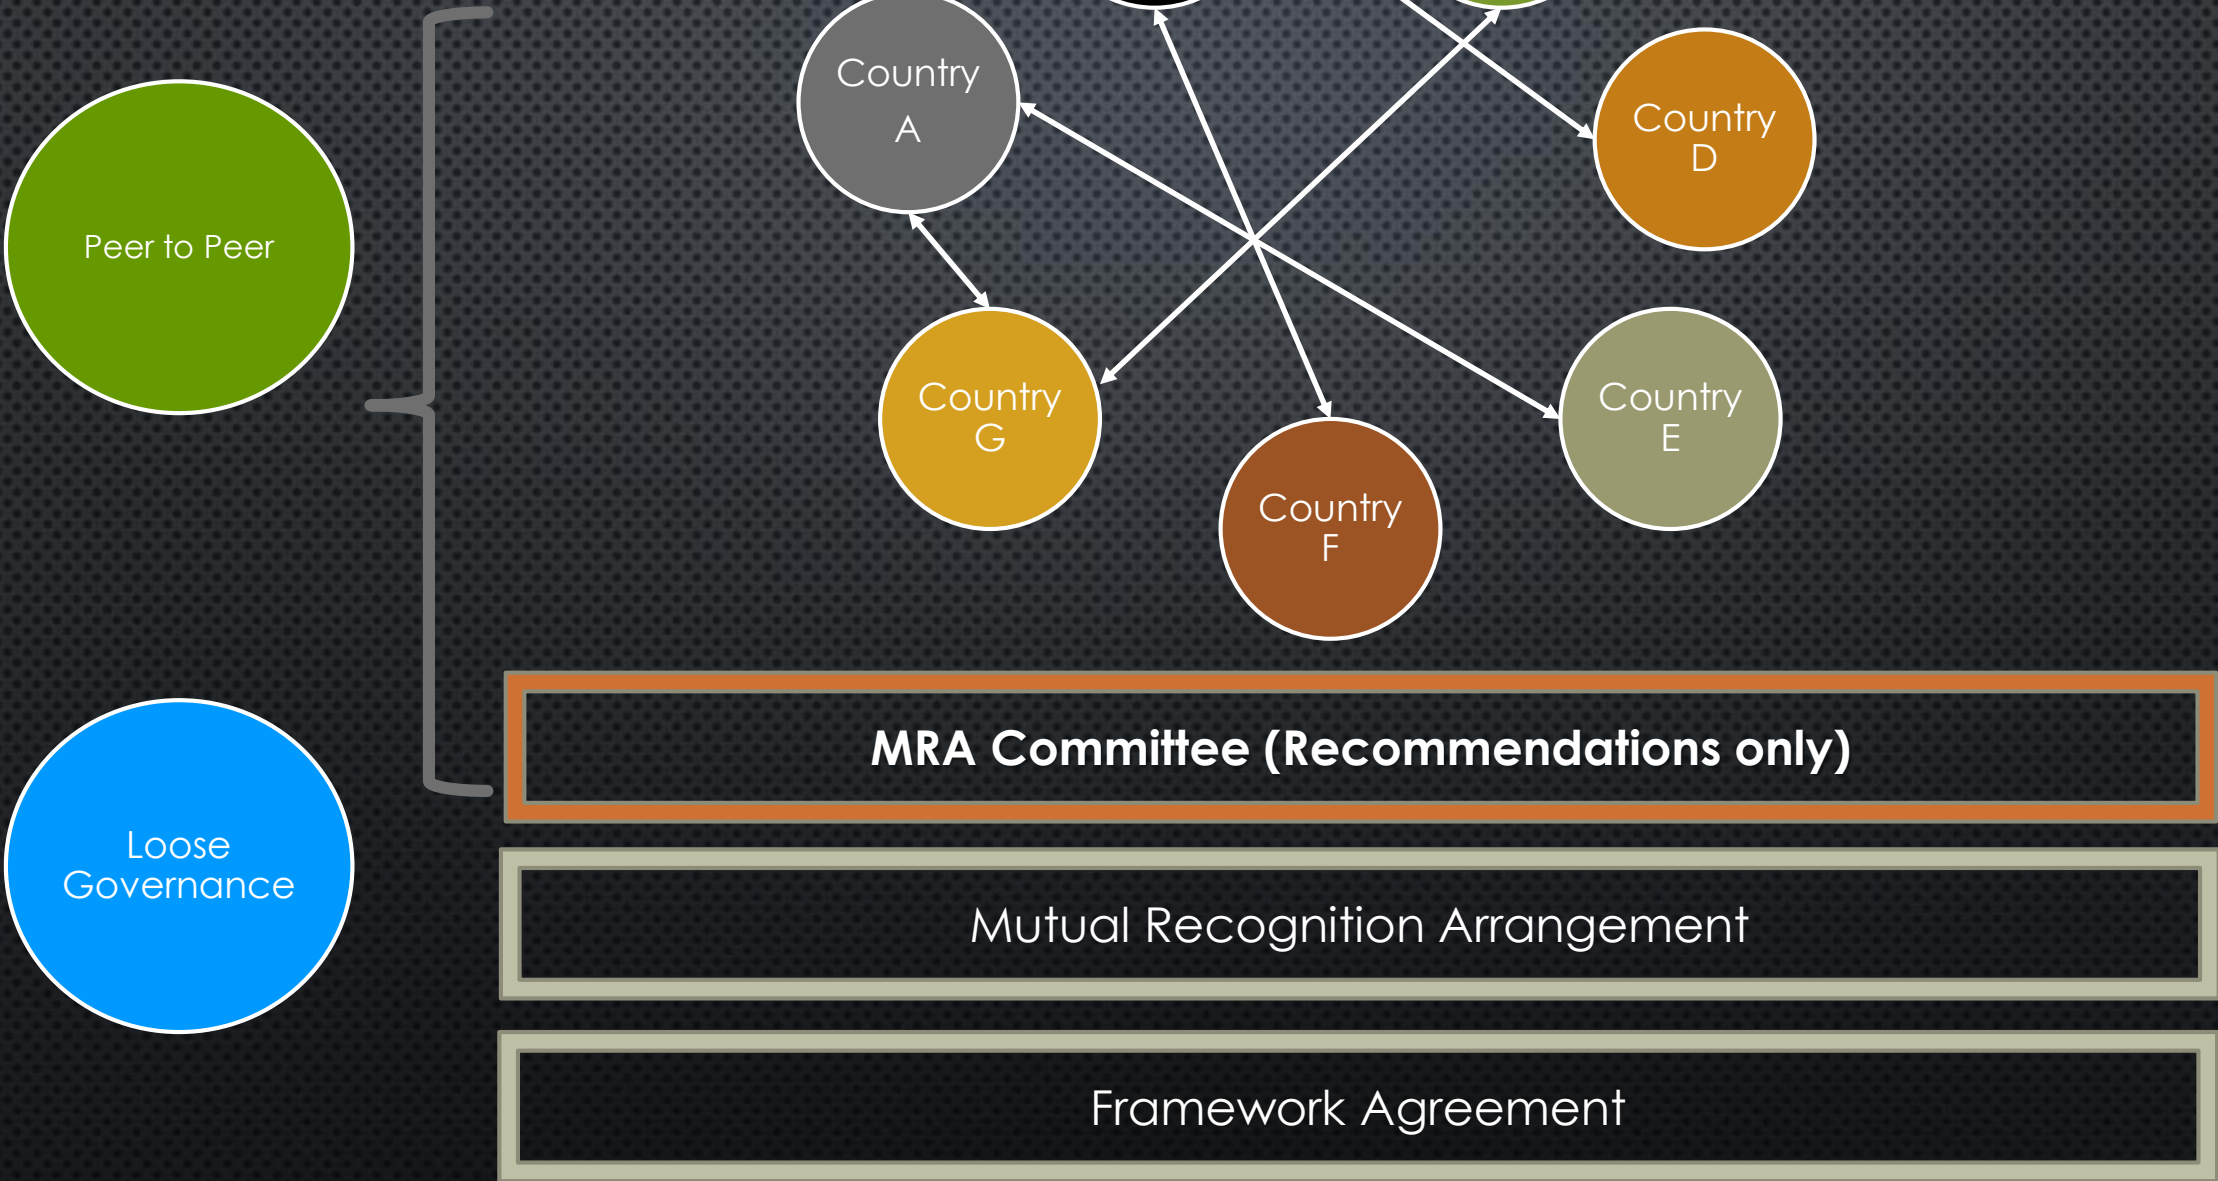 Country
A
Country
D
Peer to Peer
Country
G
Country
E
Country
F
MRA Committee (Recommendations only)
Loose
Governance
Mutual Recognition Arrangement
Framework Agreement